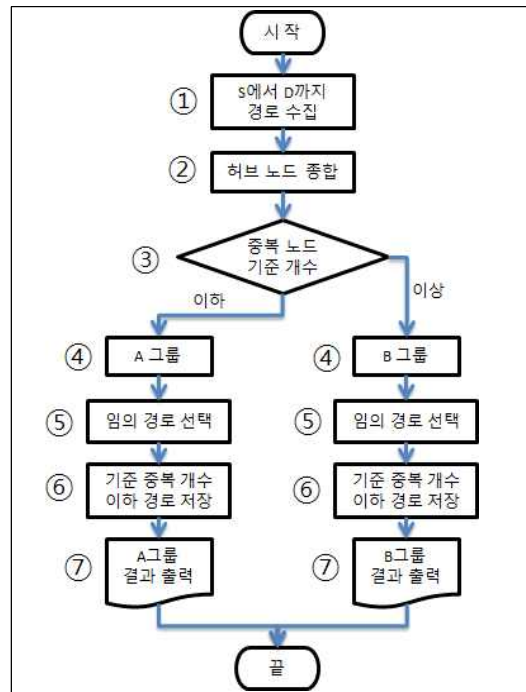 시 작
①
S에서 D까지
경로 수집
②
허브 노드 종합
③
중복 노드
기준 개수
이하
이상
④
A 그룹
④
B 그룹
⑤
임의 경로 선택
⑤
임의 경로 선택
⑥
기준 중복 개수
이하 경로 저장
⑥
기준 중복 개수
이하 경로 저장
⑦
A그룹
결과 출력
⑦
B그룹
결과 출력
끝